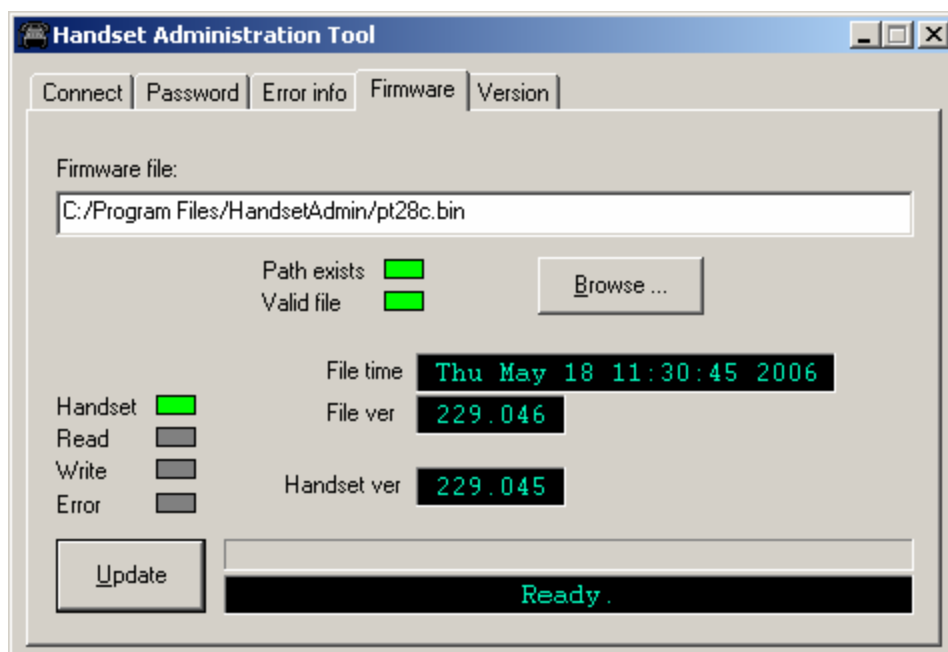 Handset Administration Tool
Connect Password Error info Firmware Version
Firmware file:
C:/Program Files/HandsetAdmin/pt28c.bin
Path exists
Valid file
Browse ...
File time Thu May 18 11:30:45 2006
File ver 229.046
Handset ver 229.045
Handset
Read
Write
Error
Update
Ready.